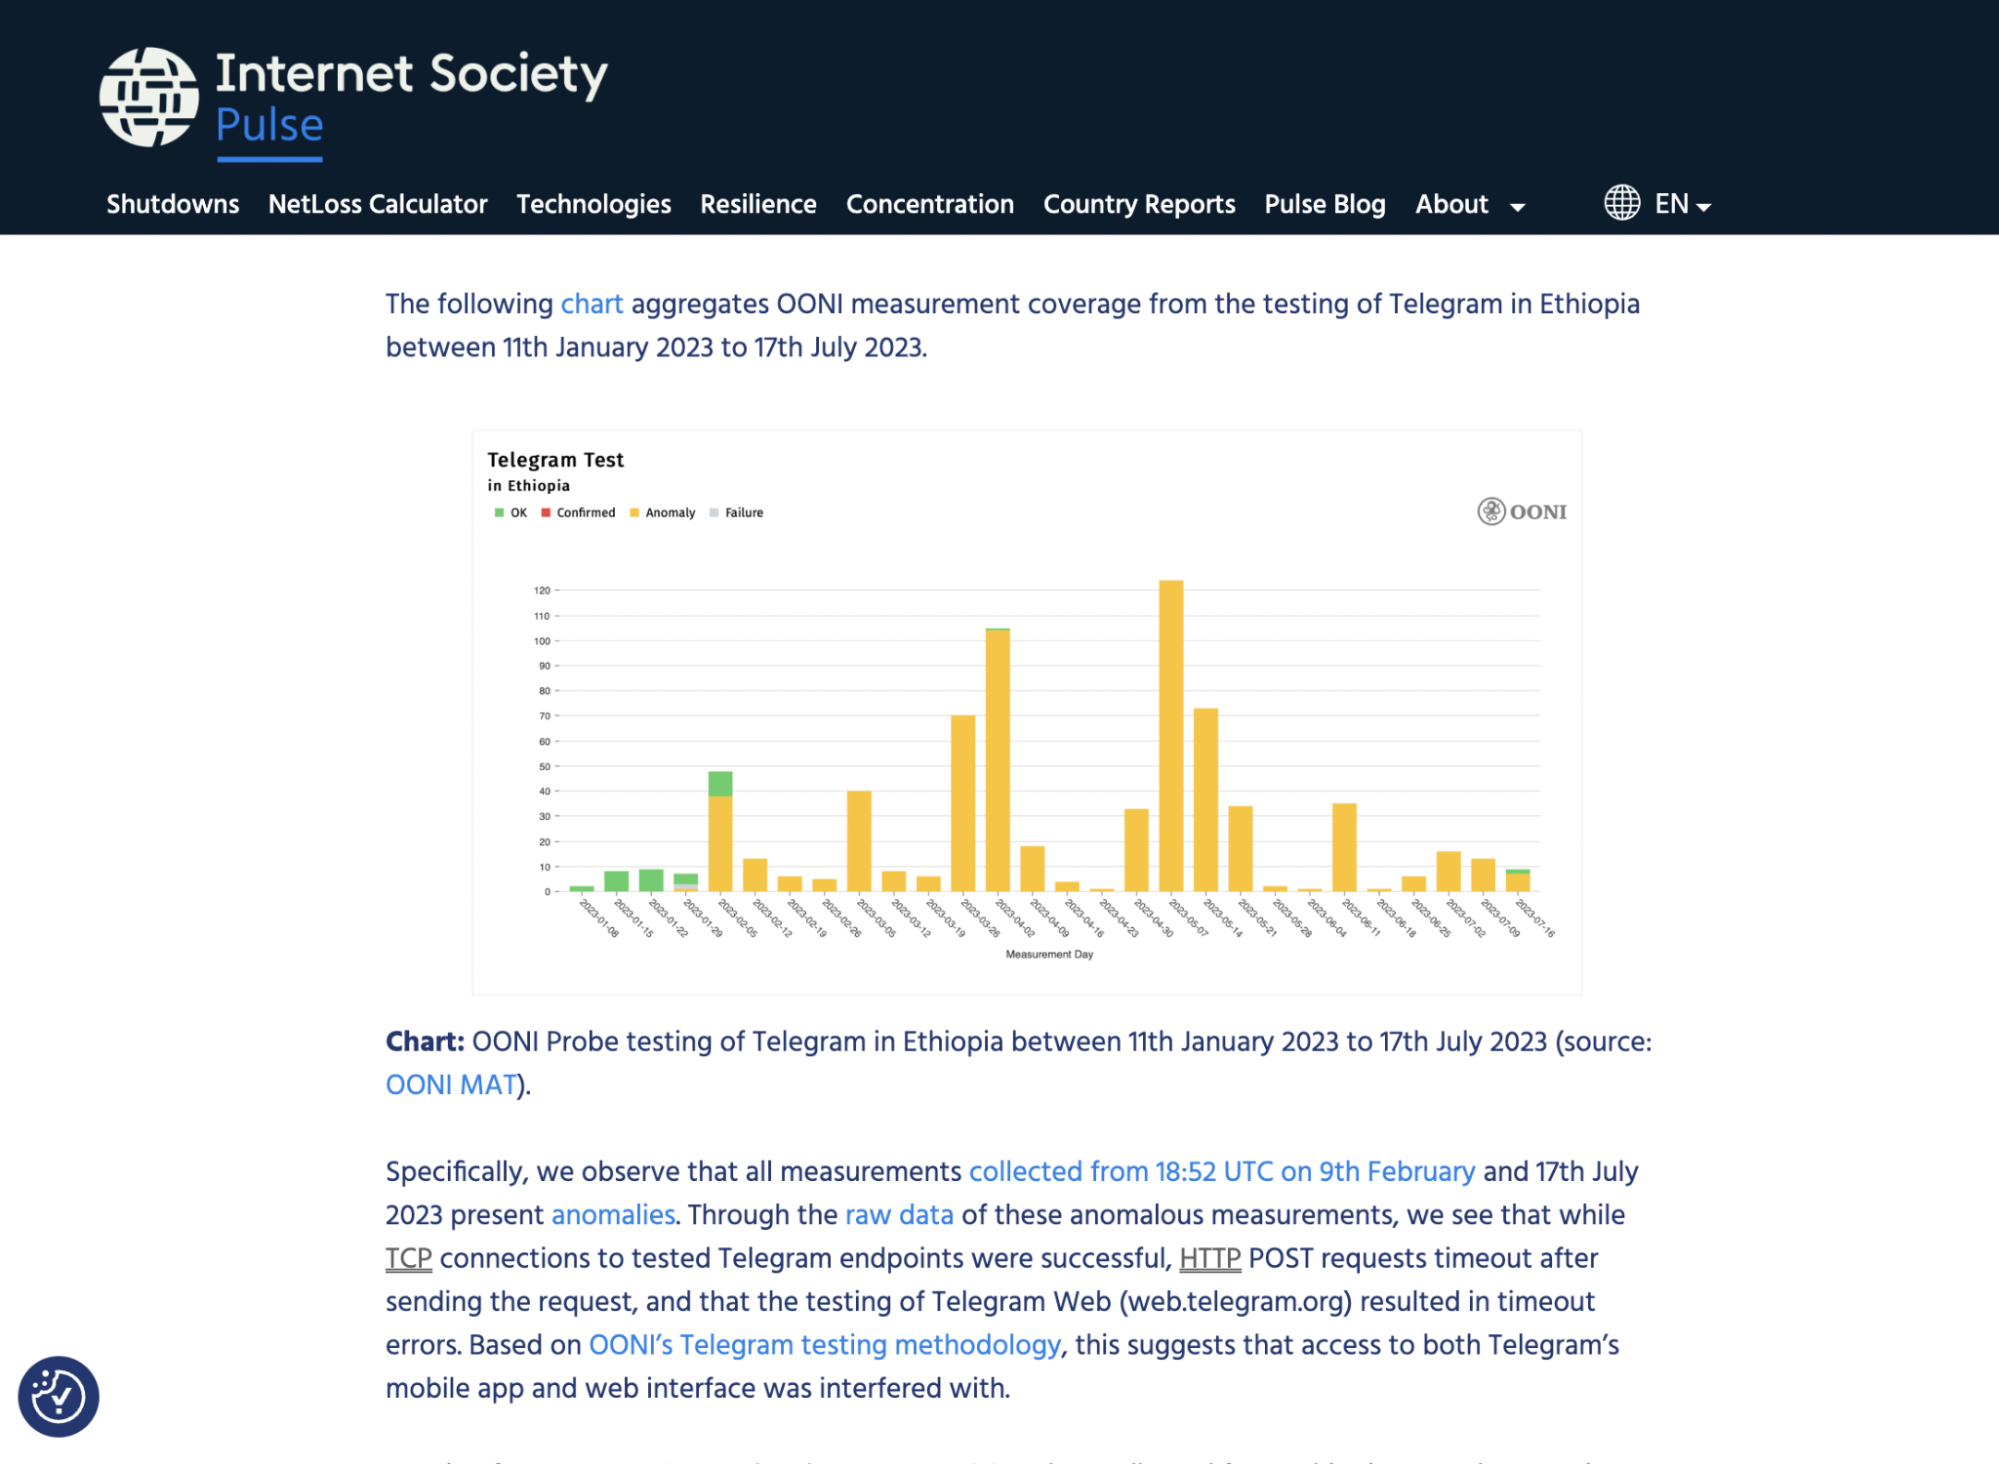 Internet Society
Pulse
Shutdowns NetLoss Calculator Technologies Resilience Concentration Country Reports Pulse Blog About EN
The following chart aggregates OONI measurement coverage from the testing of Telegram in Ethiopia
between 11th January 2023 to 17th July 2023.
Telegram Test
in Ethiopia
OK Confirmed Anomaly Failure
OONI
120
110
100
90
80
70
60
50
40
30
20
10
0
2023-01-08
2023-01-15
2023-01-22
2023-01-29
2023-02-05
2023-02-12
2023-02-19
2023-02-26
2023-03-05
2023-03-12
2023-03-19
2023-03-26
2023-04-02
2023-04-09
2023-04-16
2023-04-23
2023-04-30
2023-05-07
2023-05-14
2023-05-21
2023-05-28
2023-06-04
2023-06-11
2023-06-18
2023-06-25
2023-07-02
2023-07-09
2023-07-16
Measurement Day
Chart: OONI Probe testing of Telegram in Ethiopia between 11th January 2023 to 17th July 2023 (source:
OONI MAT).
Specifically, we observe that all measurements collected from 18:52 UTC on 9th February and 17th July
2023 present anomalies. Through the raw data of these anomalous measurements, we see that while
TCP connections to tested Telegram endpoints were successful, HTTP POST requests timeout after
sending the request, and that the testing of Telegram Web (web.telegram.org) resulted in timeout
errors. Based on OONI’s Telegram testing methodology, this suggests that access to both Telegram’s
mobile app and web interface was interfered with.